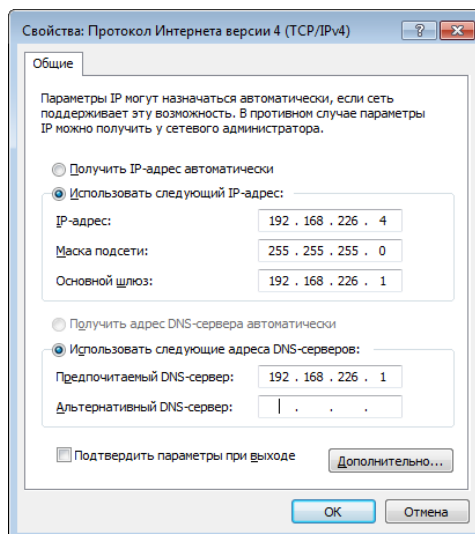 Свойства: Протокол Интернета версии 4 (TCP/IPv4)
Общие
Параметры IP могут назначаться автоматически, если сеть
поддерживает эту возможность. В противном случае параметры
IP можно получить у сетевого администратора.
Получить IP-адрес автоматически
Использовать следующий IP-адрес:
IP-адрес: 192 . 168 . 226 . 4
Маска подсети: 255 . 255 . 255 . 0
Основной шлюз: 192 . 168 . 226 . 1
Получить адрес DNS-сервера автоматически
Использовать следующие адреса DNS-серверов:
Предпочитаемый DNS-сервер: 192 . 168 . 226 . 1
Альтернативный DNS-сервер: . . .
Подтвердить параметры при выходе
Дополнительно...
ОК Отмена